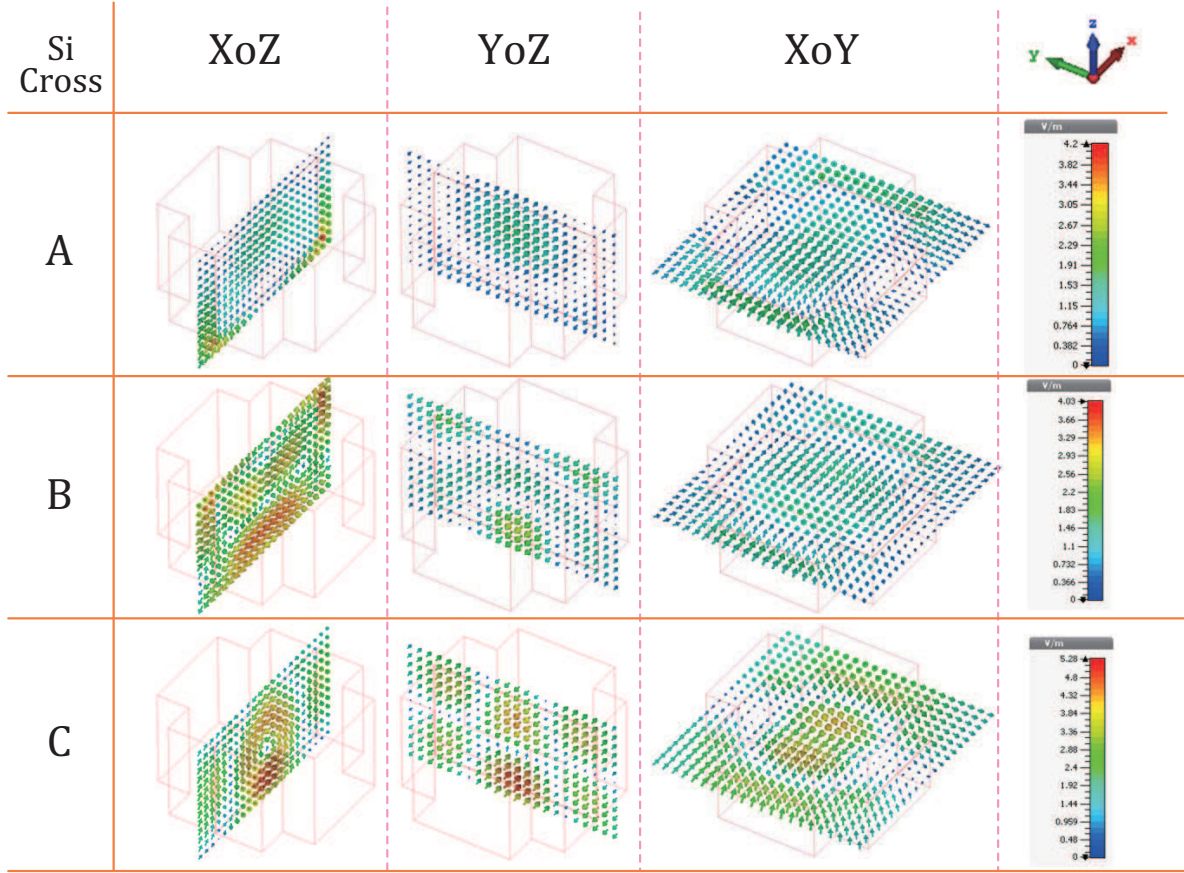 Si
Cross
XoZ
YoZ
XoY
z
x
Y
A
V/m
4.2
3.82
3.44
3.05
2.67
2.29
1.91
1.53
1.15
0.764
0.382
0
B
V/m
4.03
3.66
3.29
2.93
2.56
2.2
1.83
1.46
1.1
0.732
0.366
0
C
V/m
5.28
4.8
4.32
3.84
3.36
2.88
2.4
1.92
1.44
0.959
0.48
0